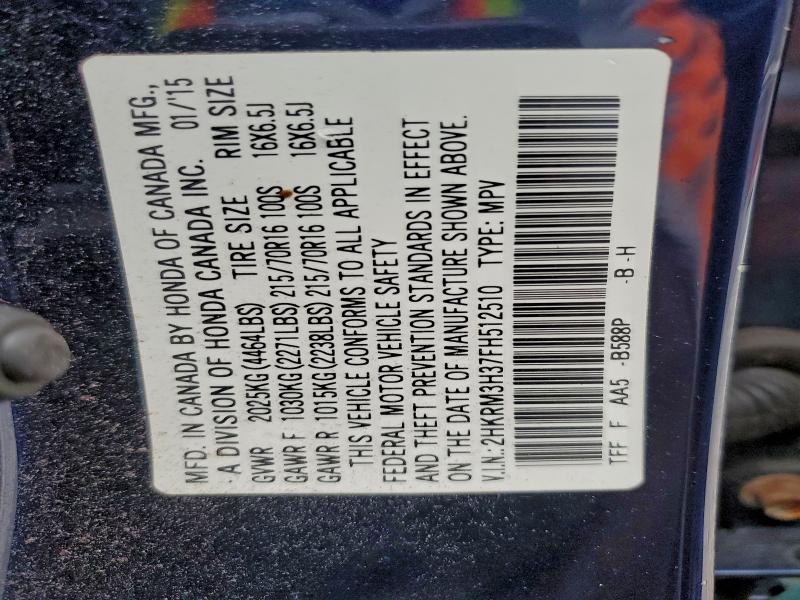 MFD. IN CANADA BY HONDA OF CANADA MFG.,
A DIVISION OF HONDA CANADA INC. 01/'15
GVWR 2025KG(4464LBS) TIRE SIZE RIM SIZE
GAWR F 1030KG(2271LBS) 215/70R16 100S 16X6.5J
GAWR R 1015KG(2238LBS) 215/70R16 100S 16X6.5J
THIS VEHICLE CONFORMS TO ALL APPLICABLE
FEDERAL MOTOR VEHICLE SAFETY
AND THEFT PREVENTION STANDARDS IN EFFECT
ON THE DATE OF MANUFACTURE SHOWN ABOVE.
V.I.N.:2HKRM3H37FH512510 TYPE: MPV
TFF F AA5 -B588P -B -H